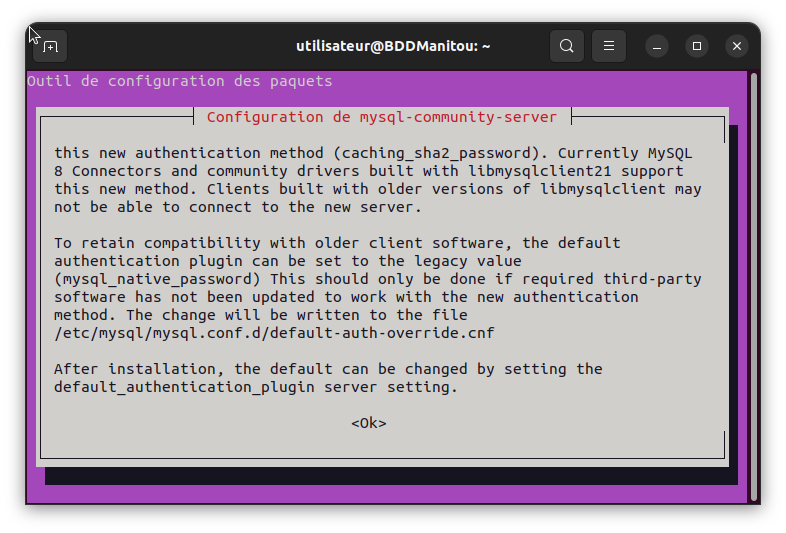 utilisateur@BDDManitou: ~
Outil de configuration des paquets
Configuration de mysql-community-server
this new authentication method (caching_sha2_password). Currently MySQL
8 Connectors and community drivers built with libmysqlclient21 support
this new method. Clients built with older versions of libmysqlclient may
not be able to connect to the new server.
To retain compatibility with older client software, the default
authentication plugin can be set to the legacy value
(mysql_native_password) This should only be done if required third-party
software has not been updated to work with the new authentication
method. The change will be written to the file
/etc/mysql/mysql.conf.d/default-auth-override.cnf
After installation, the default can be changed by setting the
default_authentication_plugin server setting.
<Ok>